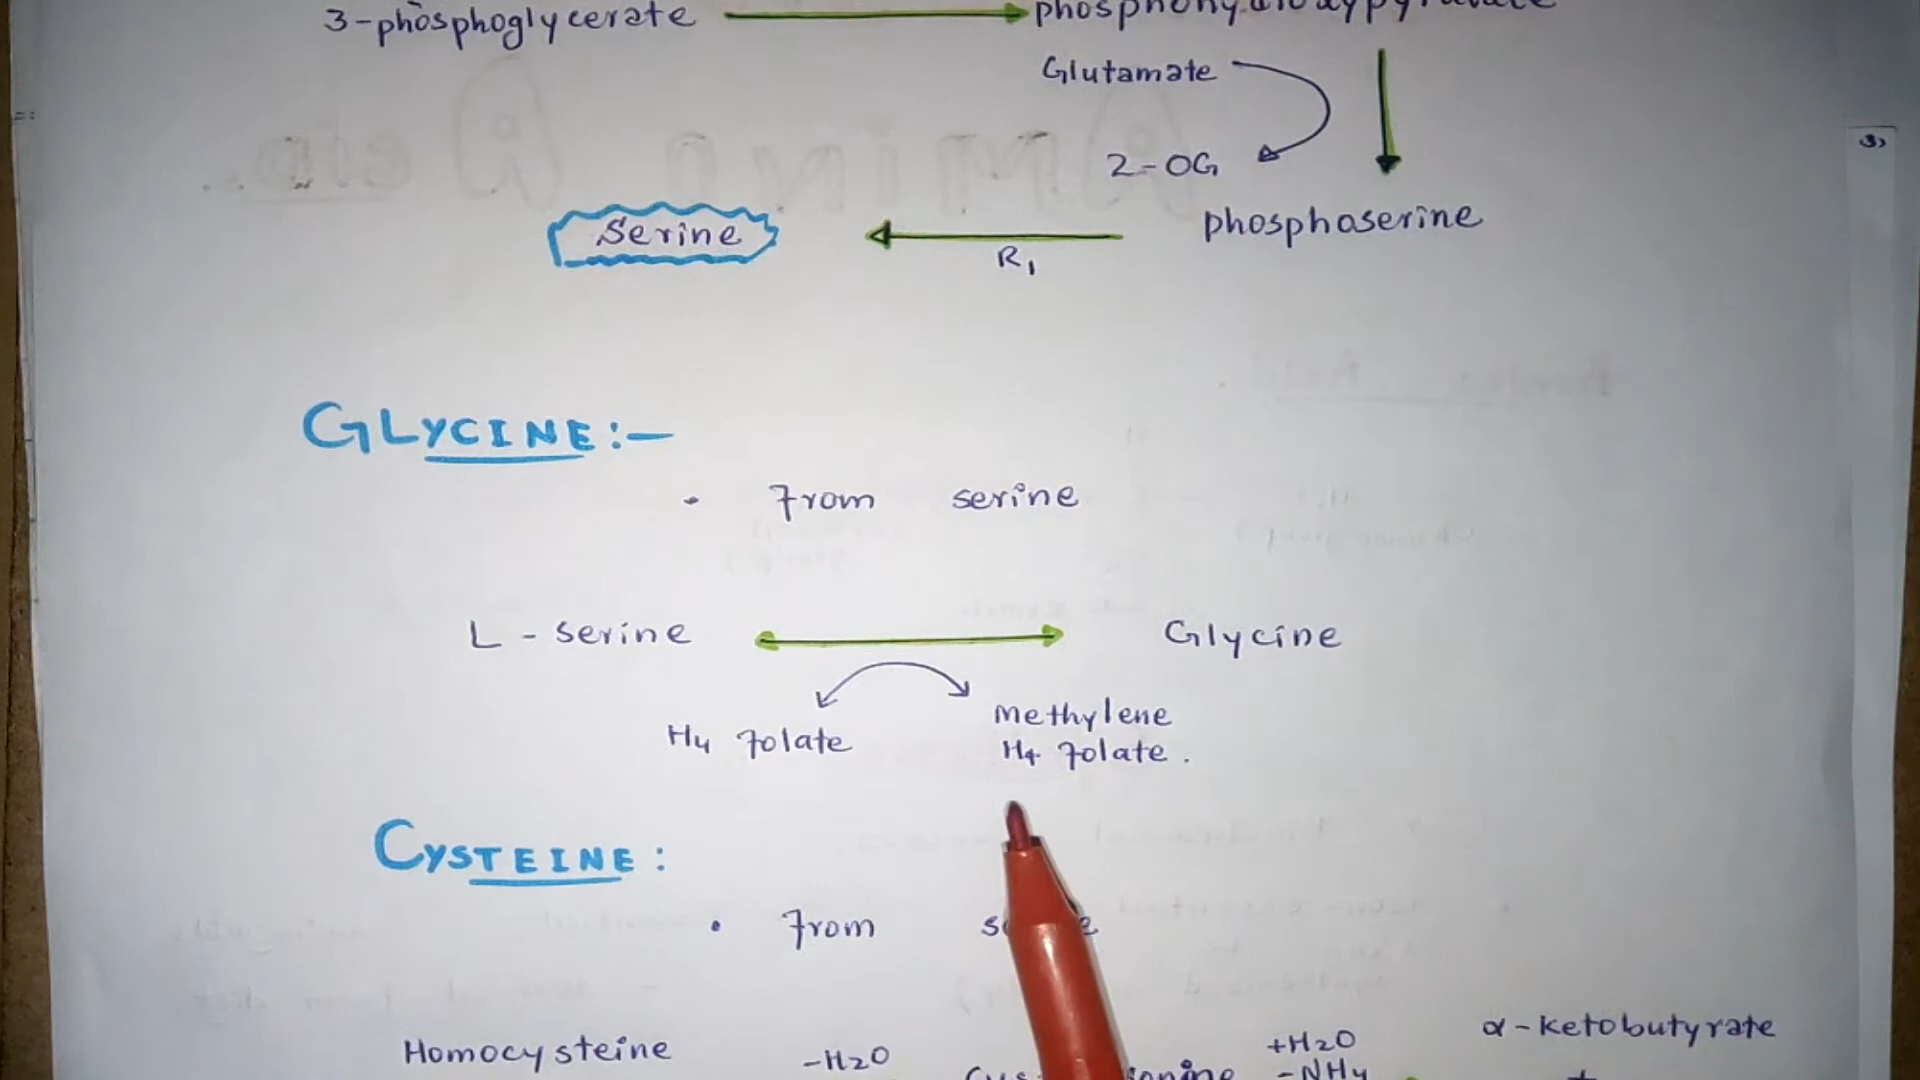 3-phosphoglycerate
Glutamate
2-OG
phosphoserine
Serine
R1
GLYCINE:-
• From serine
L - serine Glycine
H4 folate
Methylene
H4 folate.
CYSTEINE:
• From
Homocysteine
-H2O
+H2O
-NH4
α-ketobutyrate
+